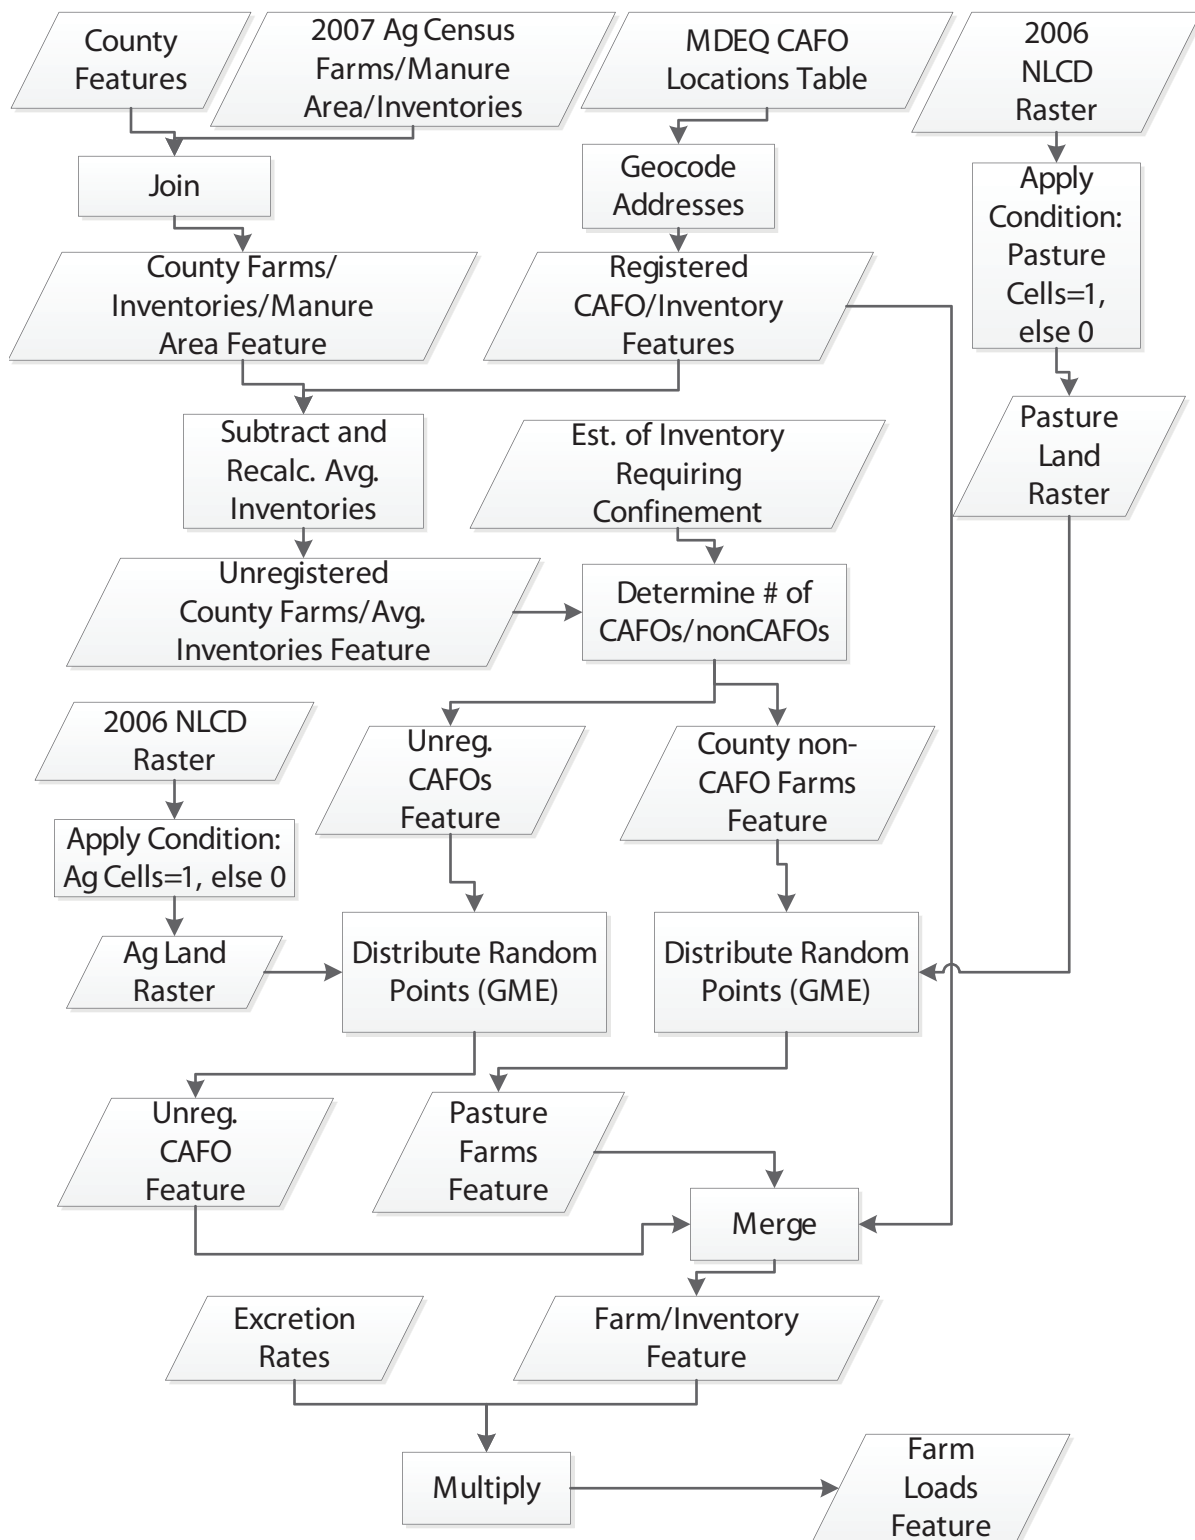 County
Features
2007 Ag Census
Farms/Manure
Area/Inventories
MDEQ CAFO
Locations Table
2006
NLCD
Raster
Join
Geocode
Addresses
Apply
Condition:
Pasture
Cells=1,
else 0
County Farms/
Inventories/Manure
Area Feature
Registered
CAFO/Inventory
Features
Subtract and
Recalc. Avg.
Inventories
Est. of Inventory
Requiring
Confinement
Pasture
Land
Raster
Unregistered
County Farms/Avg.
Inventories Feature
Determine # of
CAFOs/nonCAFOs
2006 NLCD
Raster
Unreg.
CAFOs
Feature
County non-
CAFO Farms
Feature
Apply Condition:
Ag Cells=1, else 0
Ag Land
Raster
Distribute Random
Points (GME)
Distribute Random
Points (GME)
Unreg.
CAFO
Feature
Pasture
Farms
Feature
Merge
Excretion
Rates
Farm/Inventory
Feature
Multiply
Farm
Loads
Feature